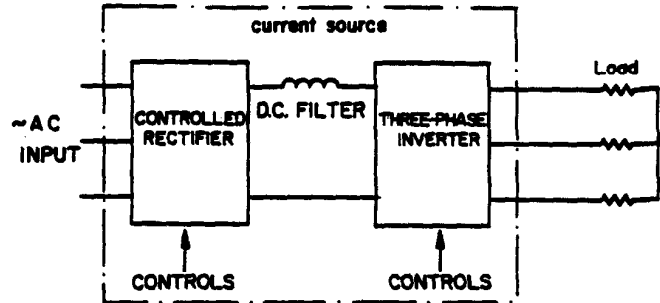 current source
Load
~AC
INPUT
CONTROLLED
RECTIFIER
D.C. FILTER
THREE-PHASE
INVERTER
CONTROLS
CONTROLS